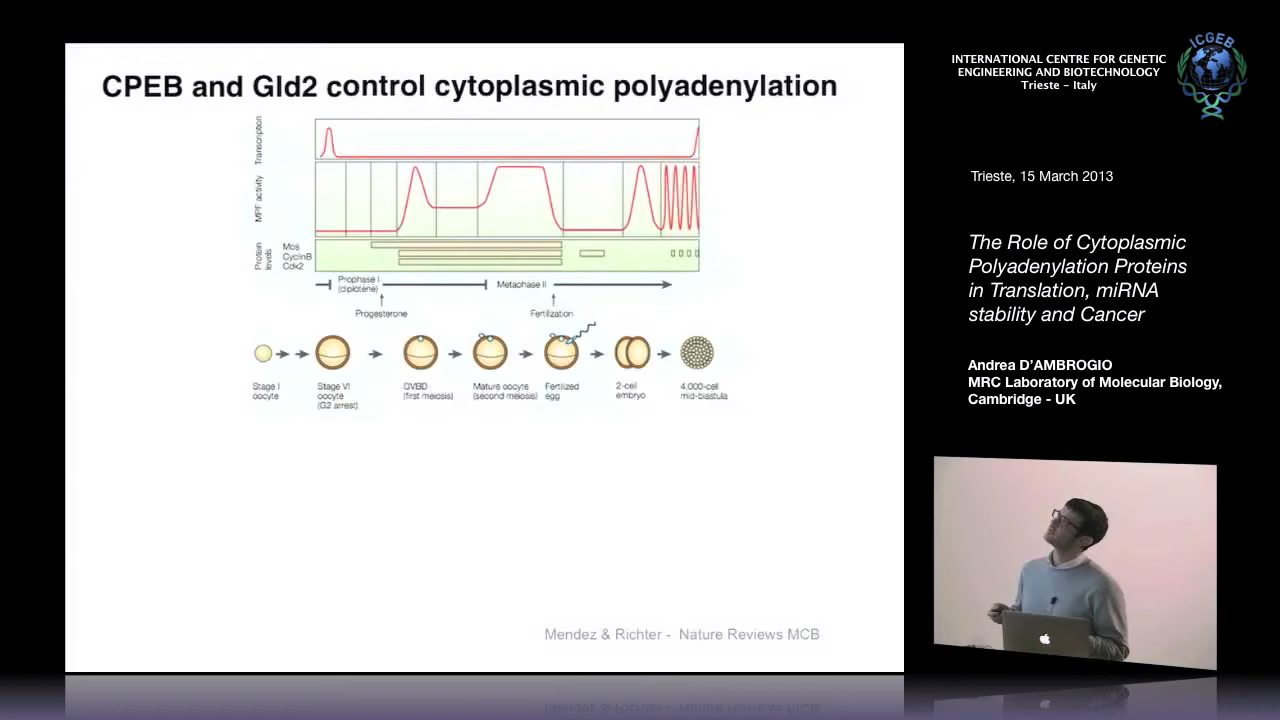 CPEB and Gld2 control cytoplasmic polyadenylation
Transcription
MPF activity
Protein
levels
Mos
CyclinB
Cdk2
Prophase I
(diplotene)
Metaphase II
Progesterone
Fertilization
Stage I
oocyte
Stage VI
oocyte
(G2 arrest)
GVBD
(first meiosis)
Mature oocyte
(second meiosis)
Fertilized
egg
2-cell
embryo
4,000-cell
mid-blastula
Mendez & Richter - Nature Reviews MCB
INTERNATIONAL CENTRE FOR GENETIC
ENGINEERING AND BIOTECHNOLOGY
Trieste - Italy
ICGEB
Trieste, 15 March 2013
The Role of Cytoplasmic
Polyadenylation Proteins
in Translation, miRNA
stability and Cancer
Andrea D'AMBROGIO
MRC Laboratory of Molecular Biology,
Cambridge - UK